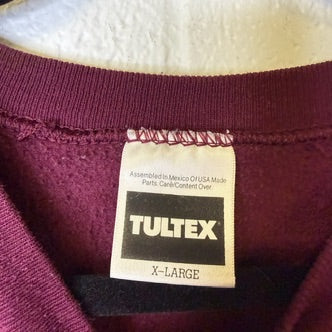 Assembled In Mexico Of USA Made
Parts. Care/Content Over.
TULTEX
X-LARGE